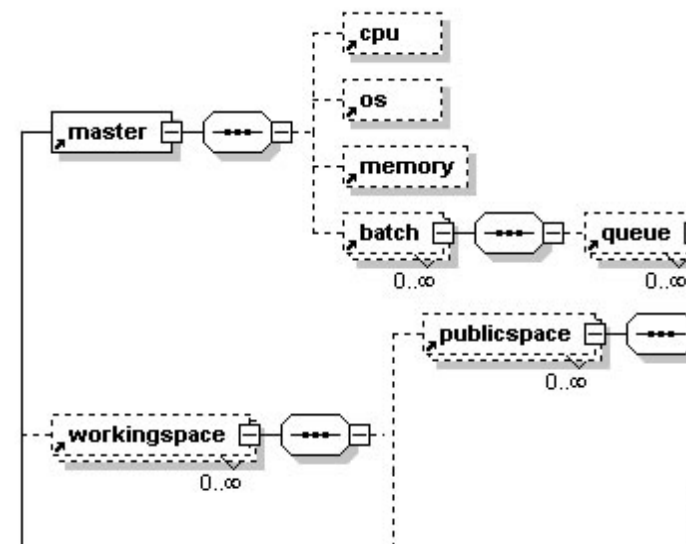 cpu
os
master
memory
batch
queue
0..∞
0..∞
publicspace
0..∞
workingspace
0..∞